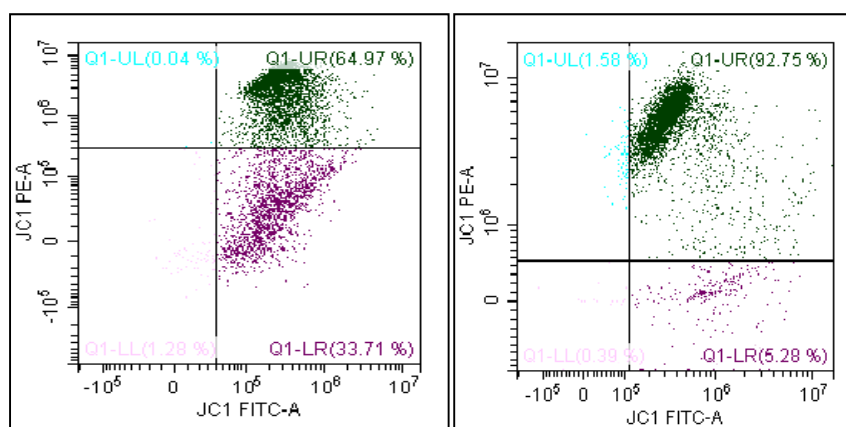 Q1-UL(0.04 %) Q1-UR(64.97 %)
10^7
10^6
10^5
0
-10^5
JC1 PE-A
Q1-LL(1.28 %) Q1-LR(33.71 %)
-10^5 0 10^5 10^6 10^7
JC1 FITC-A
Q1-UL(1.58 %) Q1-UR(92.75 %)
10^7
10^6
0
JC1 PE-A
Q1-LL(0.39 %) Q1-LR(5.28 %)
-10^5 0 10^5 10^6 10^7
JC1 FITC-A